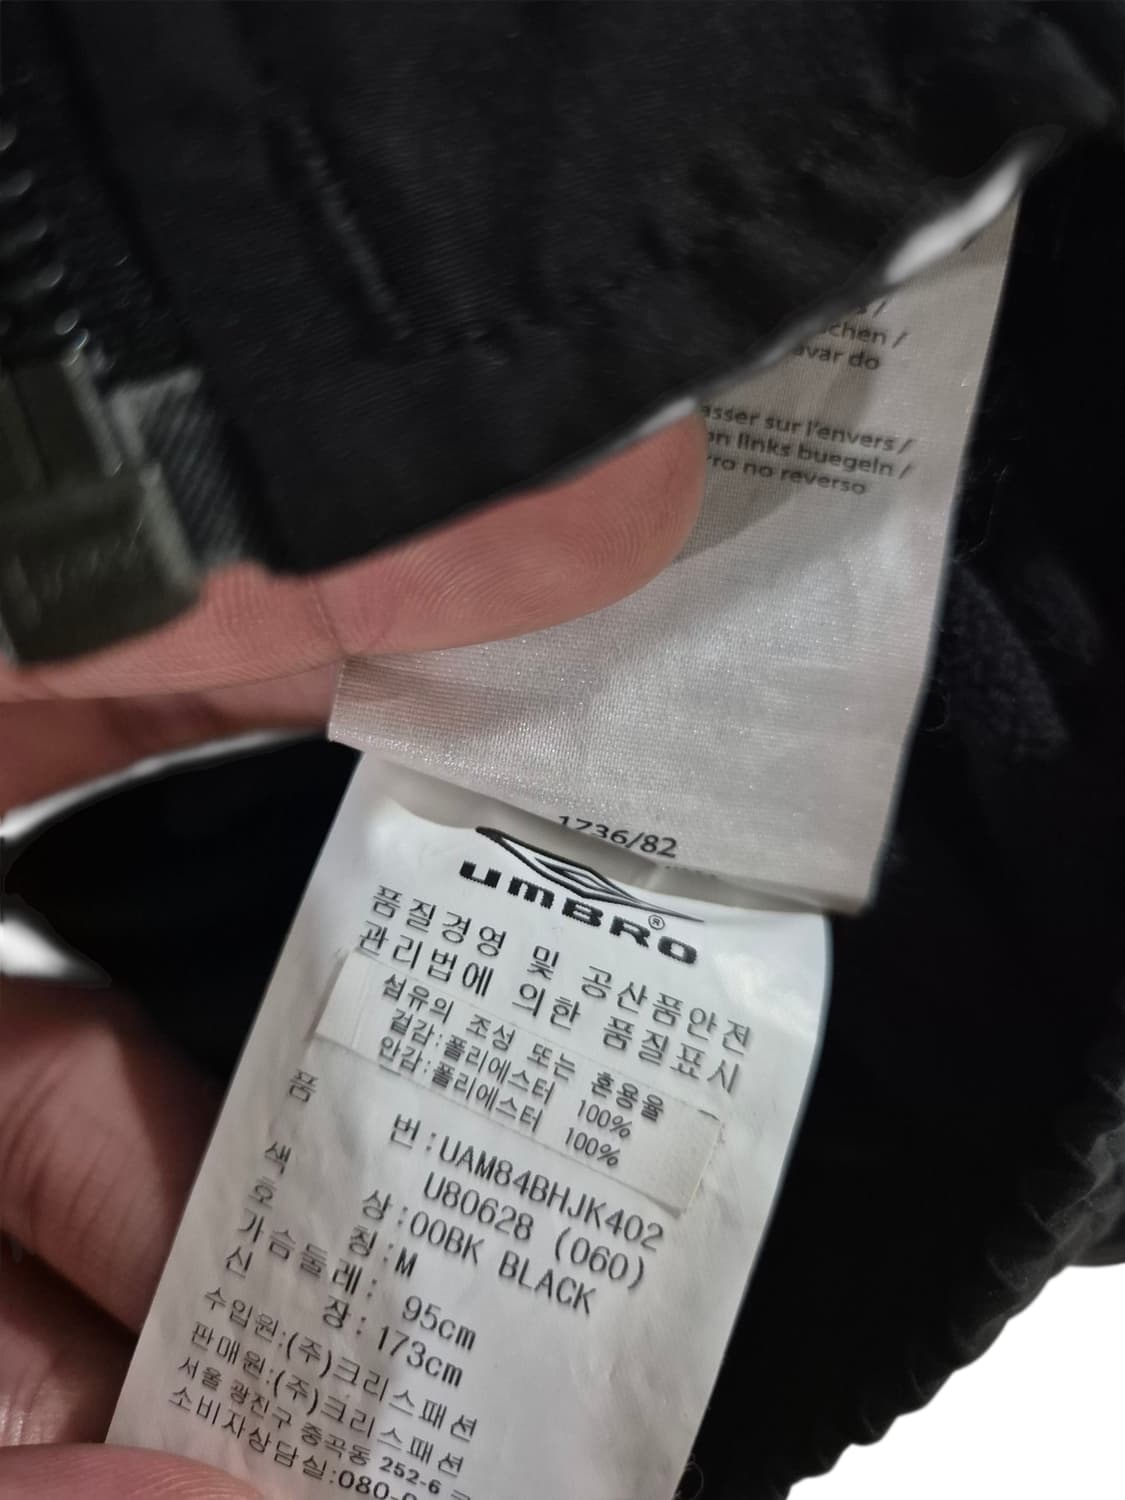 chen /
avar do
asser sur l'envers /
on links buegeln /
rro no reverso
1736/82
UMBRO®
품질경영 및 공산품안전
관리법에 의한 품질표시
섬유의 조성 또는 혼용율
겉감:폴리에스터 100%
안감:폴리에스터 100%
품 번:UAM84BHJK402
U80628 (060)
색 상:00BK BLACK
호 칭:M
가슴둘레: 95cm
신 장: 173cm
수입원:(주)크리스패션
판매원:(주)크리스패션
서울 광진구 중곡동 252-6
소비자상담실:080-